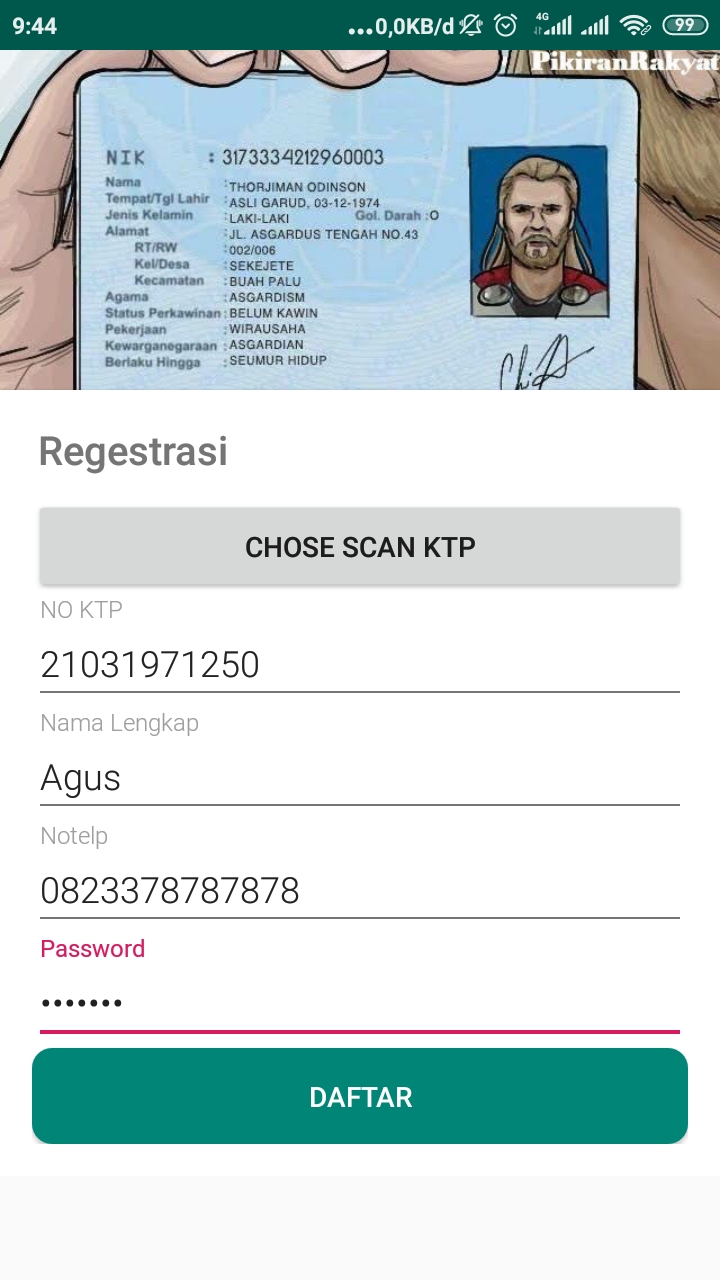 9:44 ...0,0KB/d 4G 99
PikiranRakyat
NIK : 3173334212960003
Nama : THORJIMAN ODINSON
Tempat/Tgl Lahir : ASLI GARUD, 03-12-1974
Jenis Kelamin : LAKI-LAKI Gol. Darah :O
Alamat : JL. ASGARDUS TENGAH NO.43
RT/RW : 002/006
Kel/Desa : SEKEJETE
Kecamatan : BUAH PALU
Agama : ASGARDISM
Status Perkawinan : BELUM KAWIN
Pekerjaan : WIRAUSAHA
Kewarganegaraan : ASGARDIAN
Berlaku Hingga : SEUMUR HIDUP
Regestrasi
CHOSE SCAN KTP
NO KTP
21031971250
Nama Lengkap
Agus
Notelp
0823378787878
Password
•••••••
DAFTAR